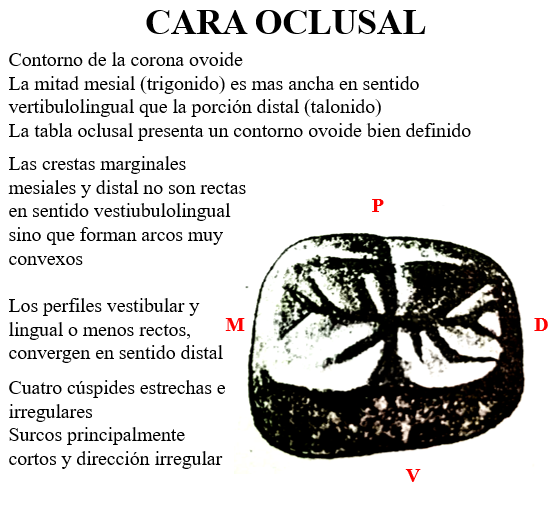 CARA OCLUSAL
Contorno de la corona ovoide
La mitad mesial (trigonido) es mas ancha en sentido
vertibulolingual que la porción distal (talonido)
La tabla oclusal presenta un contorno ovoide bien definido
Las crestas marginales
mesiales y distal no son rectas
en sentido vestiubulolingual
sino que forman arcos muy
convexos
P
Los perfiles vestibular y
lingual o menos rectos,
convergen en sentido distal
M
D
Cuatro cúspides estrechas e
irregulares
Surcos principalmente
cortos y dirección irregular
V